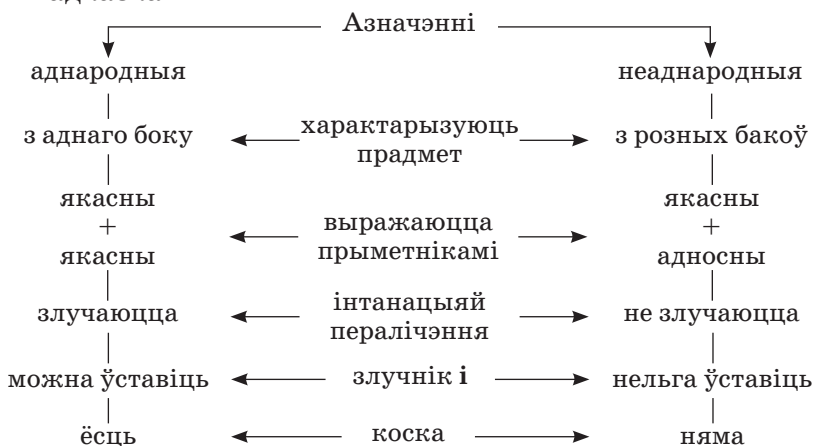 Азначэнні
аднародныя неаднародныя
з аднаго боку характарызуюць прадмет з розных бакоў
якасны + якасны выражаюцца прыметнікамі якасны + адносны
злучаюцца інтанацыяй пералічэння не злучаюцца
можна ўставіць злучнік і нельга ўставіць
ёсць коска няма